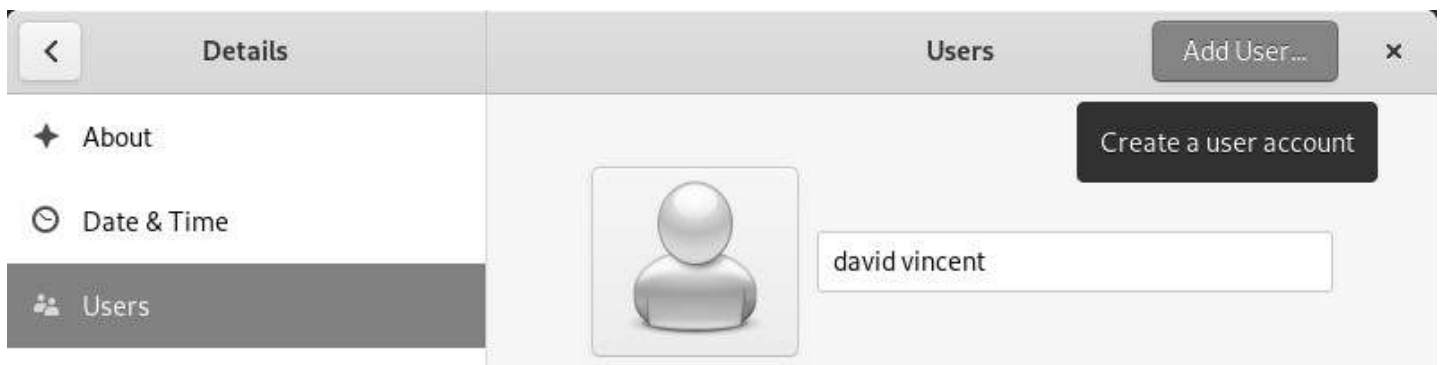 Details
Users
Add User...
About
Create a user account
Date & Time
david vincent
Users